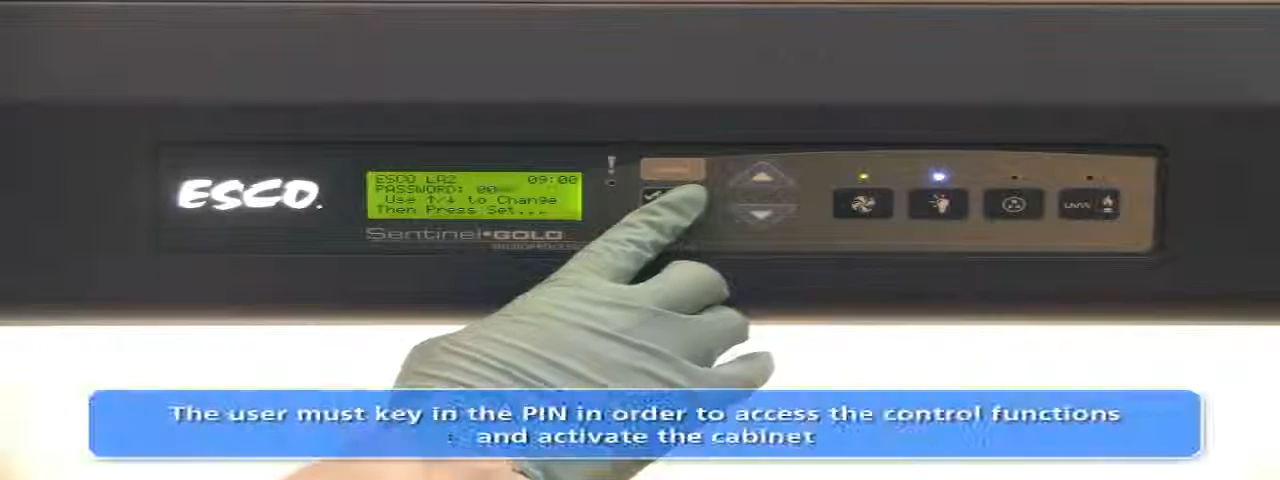 ESCO
ESCO LA2 09:00
PASSWORD: 00
Use ↑/↓ to Change
Then Press Set...
Sentinel GOLD
UV
The user must key in the PIN in order to access the control functions
and activate the cabinet